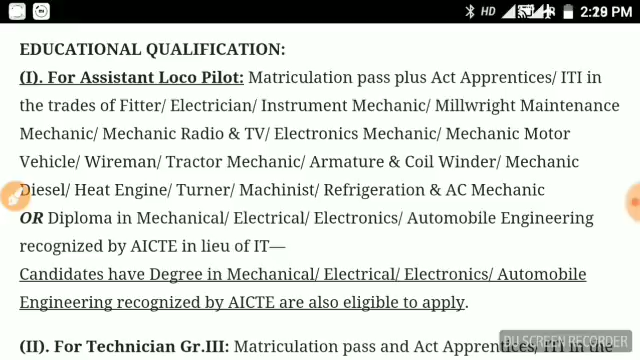 HD 2:29 PM
EDUCATIONAL QUALIFICATION:
(I). For Assistant Loco Pilot: Matriculation pass plus Act Apprentices/ ITI in
the trades of Fitter/ Electrician/ Instrument Mechanic/ Millwright Maintenance
Mechanic/ Mechanic Radio & TV/ Electronics Mechanic/ Mechanic Motor
Vehicle/ Wireman/ Tractor Mechanic/ Armature & Coil Winder/ Mechanic
Diesel/ Heat Engine/ Turner/ Machinist/ Refrigeration & AC Mechanic
OR Diploma in Mechanical/ Electrical/ Electronics/ Automobile Engineering
recognized by AICTE in lieu of IT—
Candidates have Degree in Mechanical/ Electrical/ Electronics/ Automobile
Engineering recognized by AICTE are also eligible to apply.
DU SCREEN RECORDER
(II). For Technician Gr.III: Matriculation pass and Act Apprentices/ ITI in the